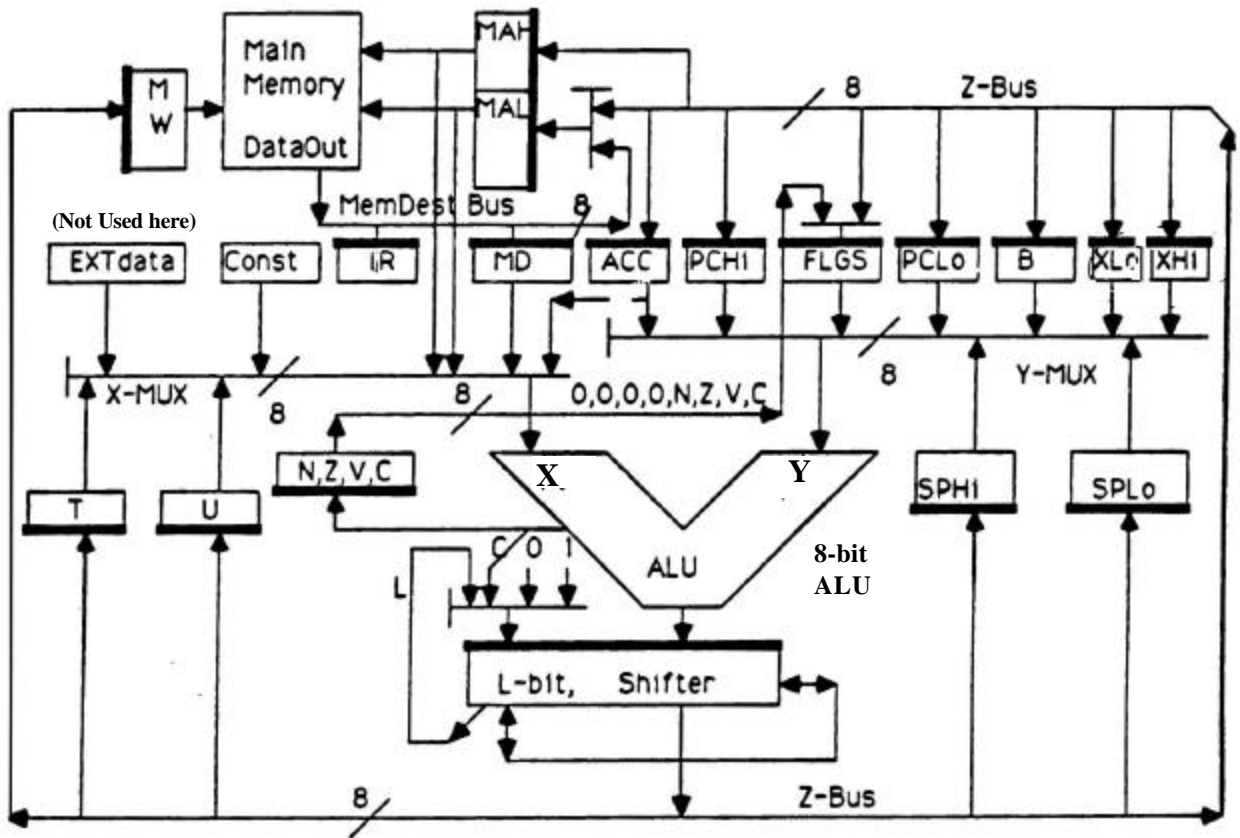 MAH
Main
Memory
M
W
MAL
DataOut
8
Z-Bus
MemDest Bus
8
(Not Used here)
EXTdata
Const
IR
MD
ACC
PCHi
FLGS
PCLo
B
XLo
XHi
X-MUX
8
8
0,0,0,0,N,Z,V,C
8
Y-MUX
N,Z,V,C
X
Y
T
U
SPHi
SPLo
C 0 1
ALU
8-bit
ALU
L
L-bit, Shifter
8
Z-Bus